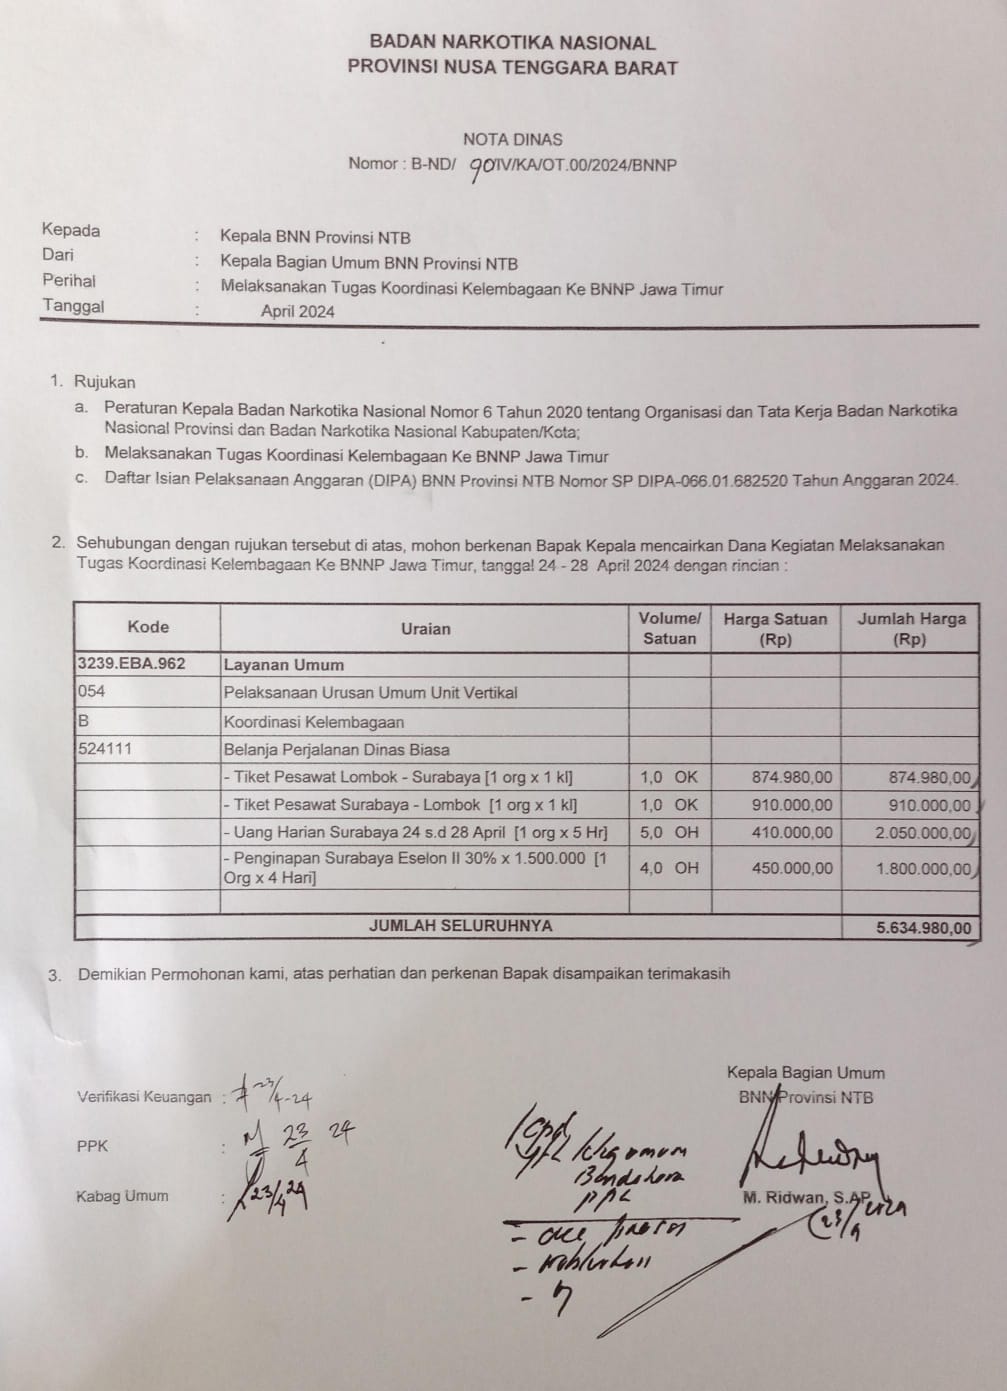 BADAN NARKOTIKA NASIONAL
PROVINSI NUSA TENGGARA BARAT
NOTA DINAS
Nomor : B-ND/ 90/IV/KA/OT.00/2024/BNNP
Kepada : Kepala BNN Provinsi NTB
Dari : Kepala Bagian Umum BNN Provinsi NTB
Perihal : Melaksanakan Tugas Koordinasi Kelembagaan Ke BNNP Jawa Timur
Tanggal : April 2024
1. Rujukan
a. Peraturan Kepala Badan Narkotika Nasional Nomor 6 Tahun 2020 tentang Organisasi dan Tata Kerja Badan Narkotika
Nasional Provinsi dan Badan Narkotika Nasional Kabupaten/Kota;
b. Melaksanakan Tugas Koordinasi Kelembagaan Ke BNNP Jawa Timur
c. Daftar Isian Pelaksanaan Anggaran (DIPA) BNN Provinsi NTB Nomor SP DIPA-066.01.682520 Tahun Anggaran 2024.
2. Sehubungan dengan rujukan tersebut di atas, mohon berkenan Bapak Kepala mencairkan Dana Kegiatan Melaksanakan
Tugas Koordinasi Kelembagaan Ke BNNP Jawa Timur, tanggal 24 - 28 April 2024 dengan rincian :
Kode Uraian Volume/ Satuan Harga Satuan (Rp) Jumlah Harga (Rp)
3239.EBA.962 Layanan Umum
054 Pelaksanaan Urusan Umum Unit Vertikal
B Koordinasi Kelembagaan
524111 Belanja Perjalanan Dinas Biasa
- Tiket Pesawat Lombok - Surabaya [1 org x 1 kl] 1,0 OK 874.980,00 874.980,00
- Tiket Pesawat Surabaya - Lombok [1 org x 1 kl] 1,0 OK 910.000,00 910.000,00
- Uang Harian Surabaya 24 s.d 28 April [1 org x 5 Hr] 5,0 OH 410.000,00 2.050.000,00
- Penginapan Surabaya Eselon II 30% x 1.500.000 [1
Org x 4 Hari] 4,0 OH 450.000,00 1.800.000,00
JUMLAH SELURUHNYA 5.634.980,00
3. Demikian Permohonan kami, atas perhatian dan perkenan Bapak disampaikan terimakasih
Kepala Bagian Umum
BNN Provinsi NTB
Verifikasi Keuangan : 23/4-24
PPK : 23/4 24
Kabag Umum : 23/4 24
umum
Bendahara
PPK
M. Ridwan, S.AP